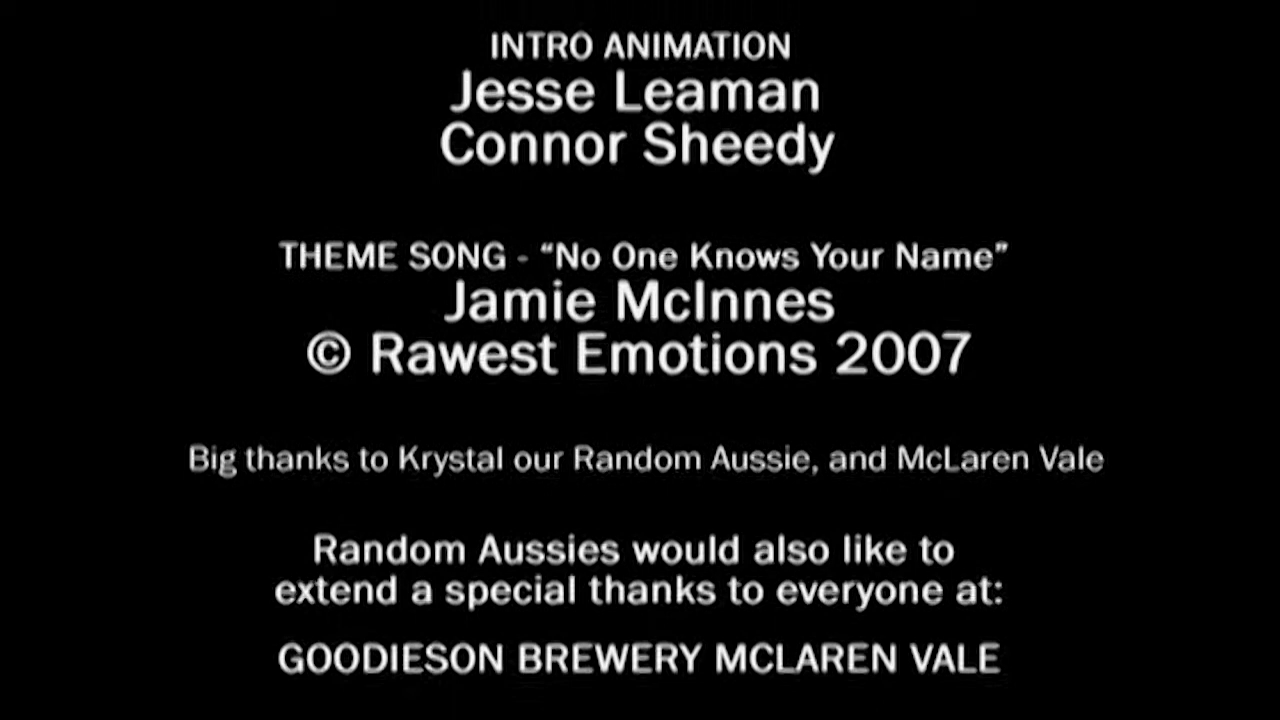 INTRO ANIMATION
Jesse Leaman
Connor Sheedy
THEME SONG - “No One Knows Your Name”
Jamie McInnes
© Rawest Emotions 2007
Big thanks to Krystal our Random Aussie, and McLaren Vale
Random Aussies would also like to
extend a special thanks to everyone at:
GOODIESON BREWERY MCLAREN VALE